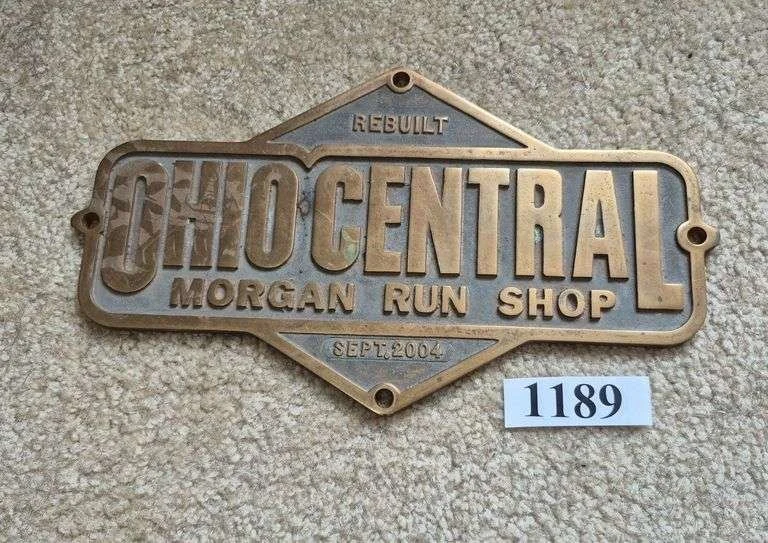 REBUILT
OHIO CENTRAL
MORGAN RUN SHOP
SEPT, 2004
1189